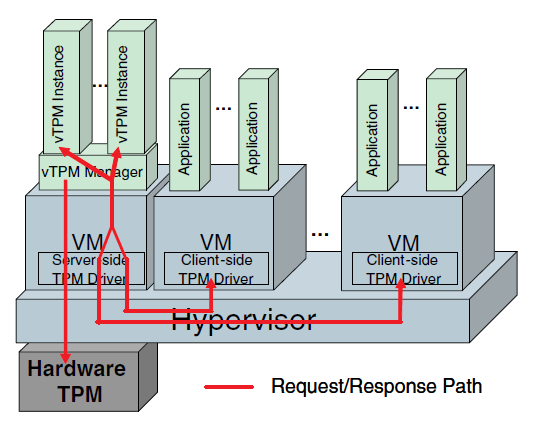 vTPM Instance
...
vTPM Instance
vTPM Manager
Application
...
Application
Application
...
Application
VM
Server-side
TPM Driver
VM
Client-side
TPM Driver
...
VM
Client-side
TPM Driver
Hypervisor
Hardware
TPM
Request/Response Path